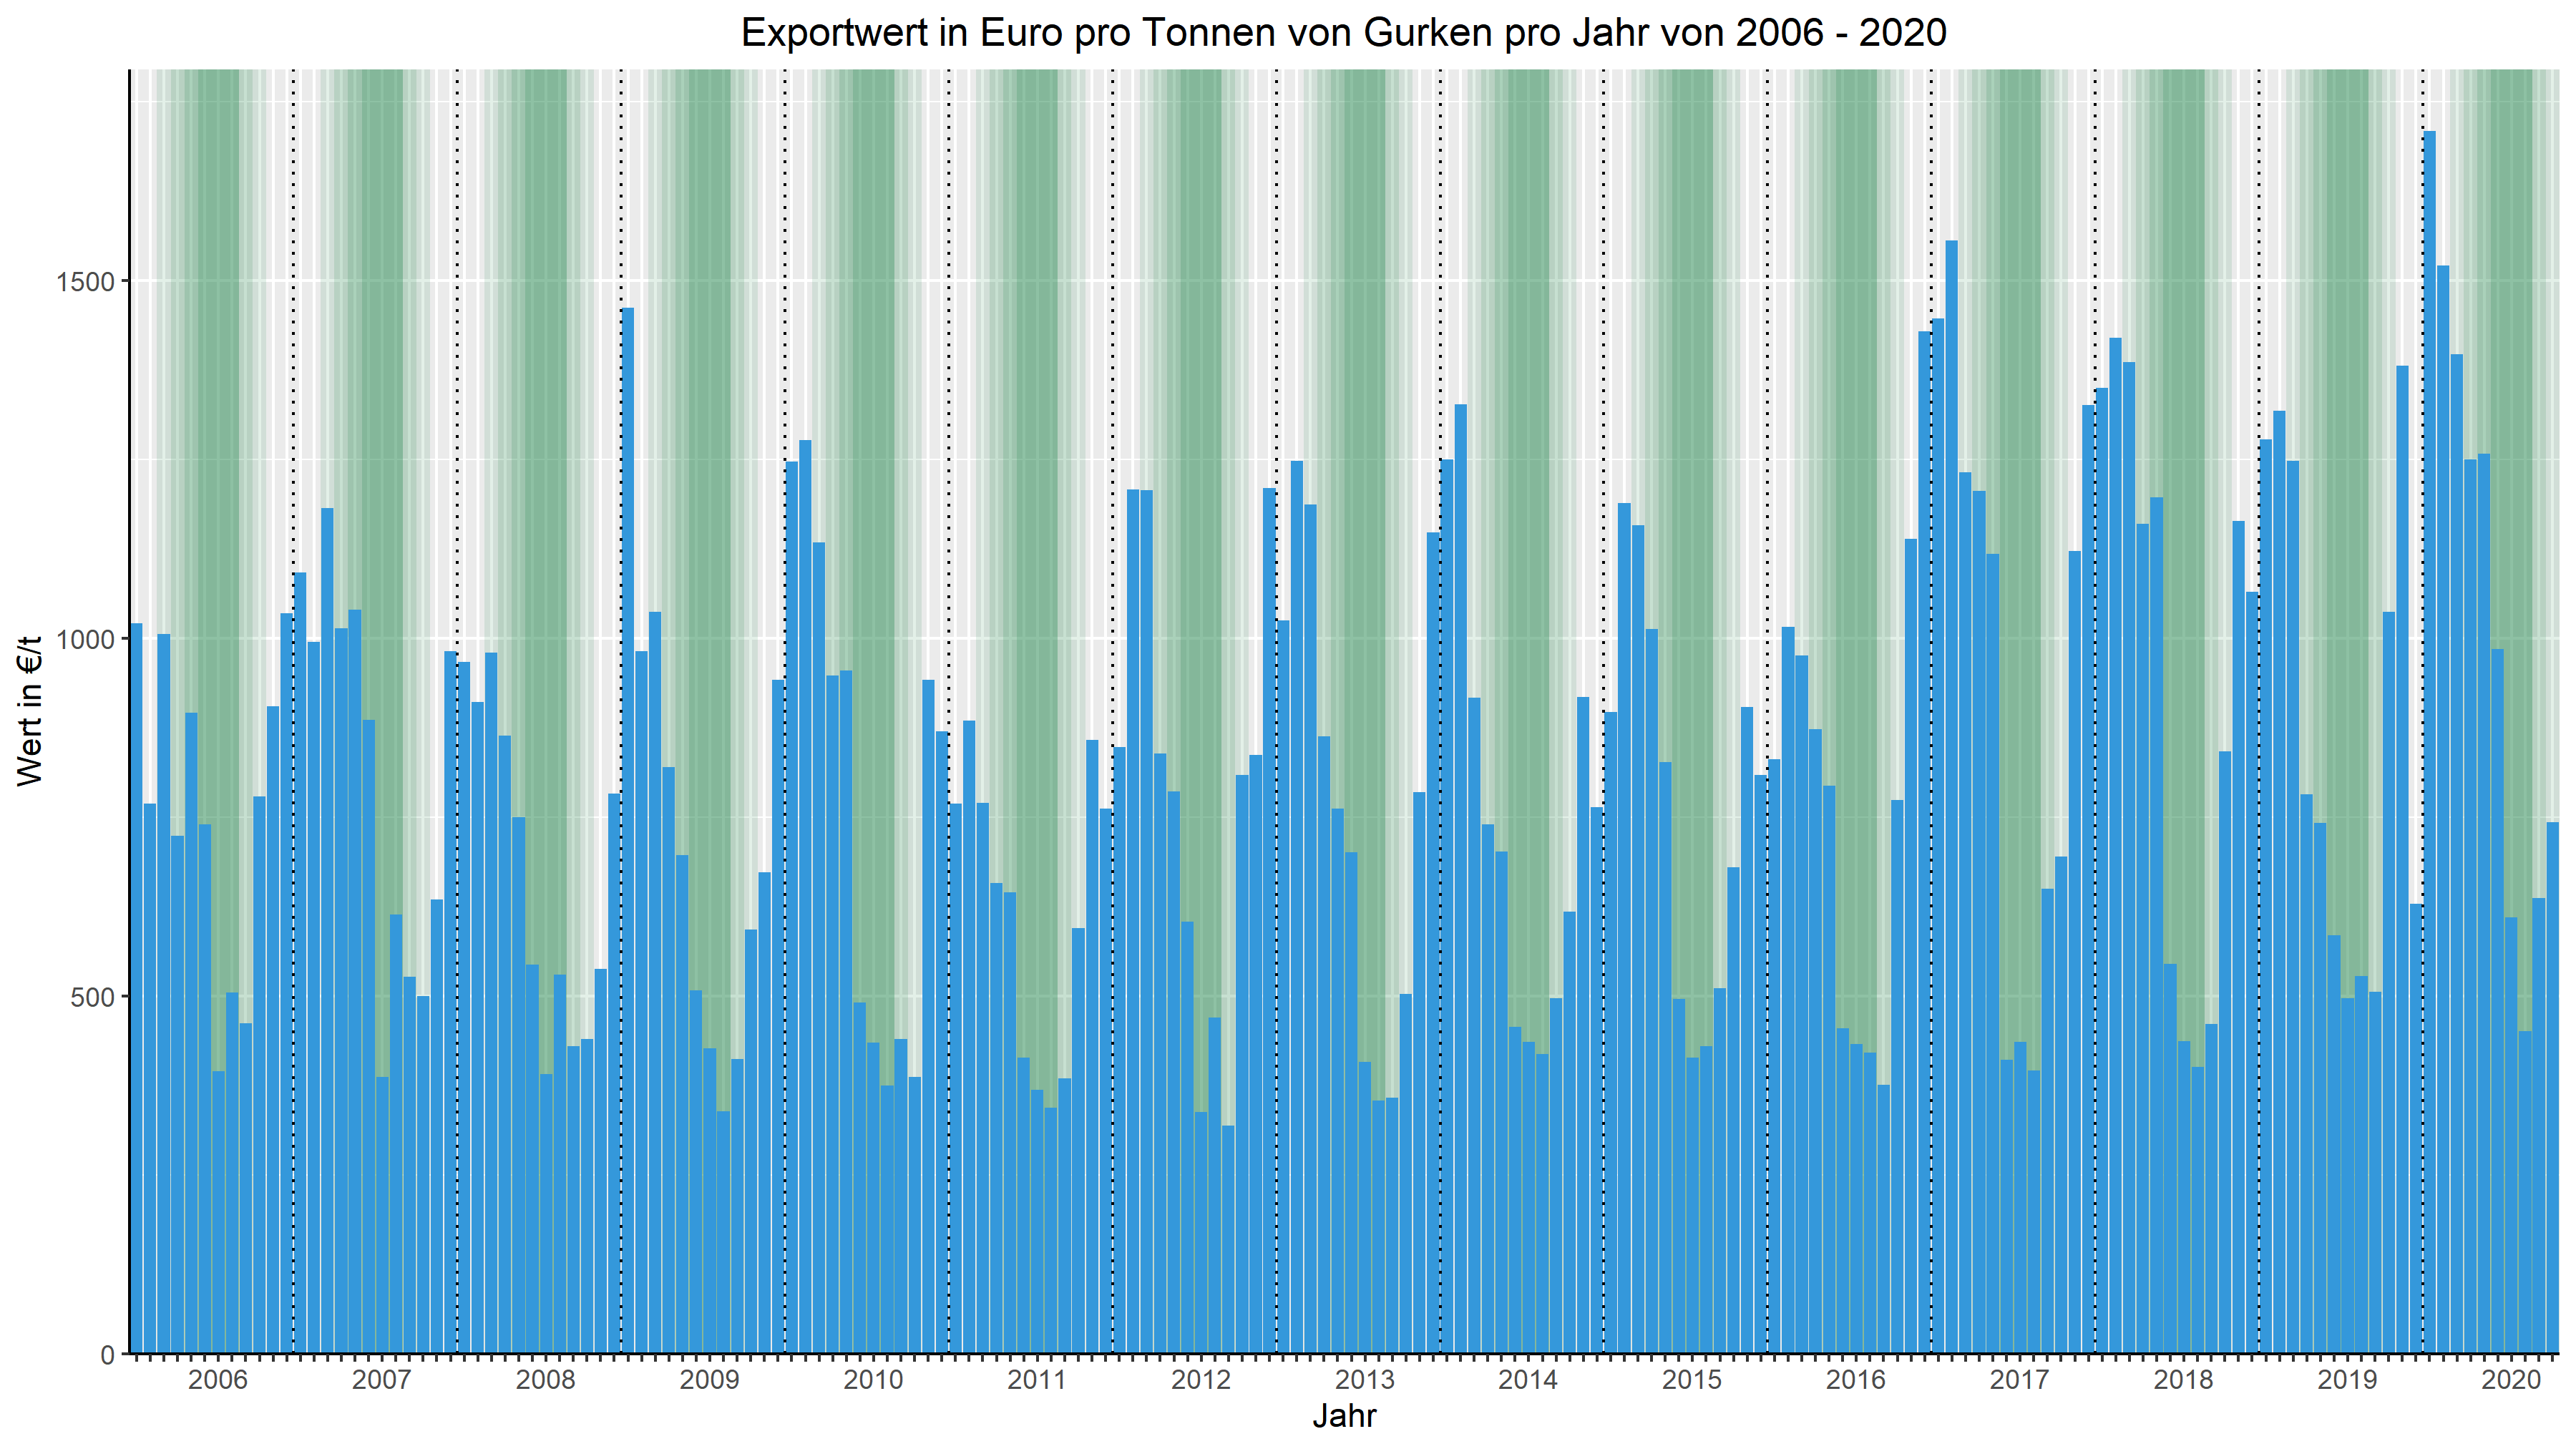 Exportwert in Euro pro Tonnen von Gurken pro Jahr von 2006 - 2020
Wert in €/t
1500
1000
500
0
2006 2007 2008 2009 2010 2011 2012 2013 2014 2015 2016 2017 2018 2019 2020
Jahr